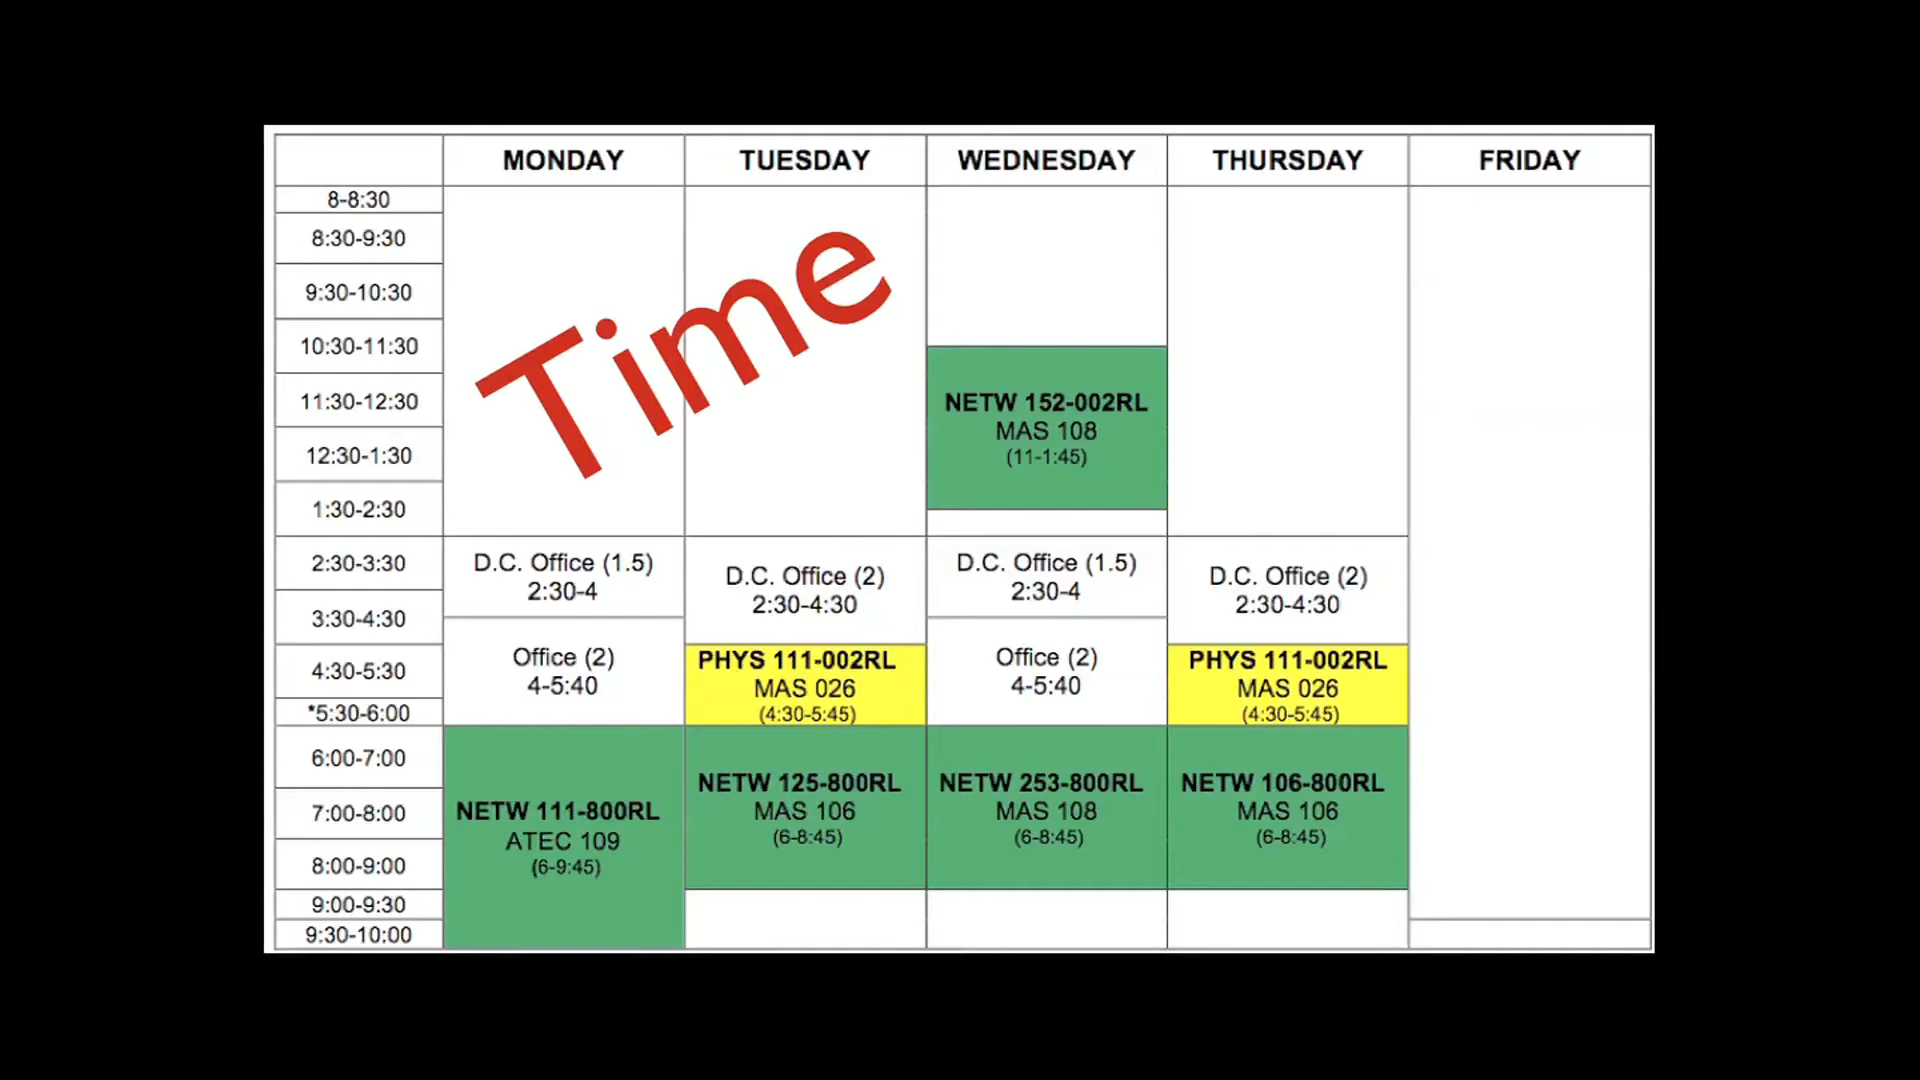 MONDAY TUESDAY WEDNESDAY THURSDAY FRIDAY
8-8:30
8:30-9:30
9:30-10:30
10:30-11:30
11:30-12:30
12:30-1:30
1:30-2:30
2:30-3:30
3:30-4:30
4:30-5:30
*5:30-6:00
6:00-7:00
7:00-8:00
8:00-9:00
9:00-9:30
9:30-10:00
Time
D.C. Office (1.5)
2:30-4
Office (2)
4-5:40
NETW 111-800RL
ATEC 109
(6-9:45)
D.C. Office (2)
2:30-4:30
PHYS 111-002RL
MAS 026
(4:30-5:45)
NETW 125-800RL
MAS 106
(6-8:45)
NETW 152-002RL
MAS 108
(11-1:45)
D.C. Office (1.5)
2:30-4
Office (2)
4-5:40
NETW 253-800RL
MAS 108
(6-8:45)
D.C. Office (2)
2:30-4:30
PHYS 111-002RL
MAS 026
(4:30-5:45)
NETW 106-800RL
MAS 106
(6-8:45)